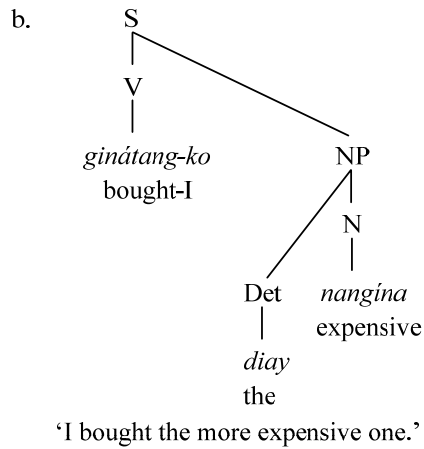 b.
S
V
ginátang-ko
bought-I
NP
N
Det
nangína
expensive
diay
the
‘I bought the more expensive one.’